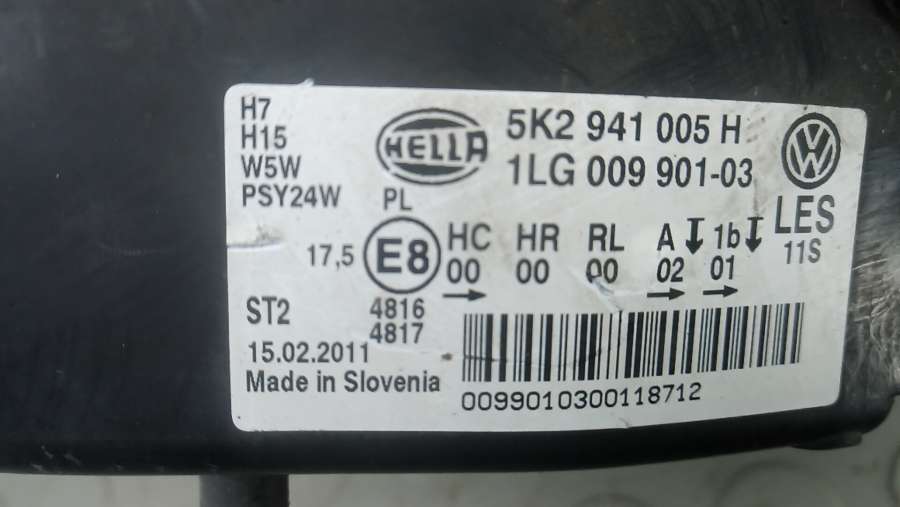 H7
H15
W5W
PSY24W
HELLA
5K2 941 005 H
1LG 009 901-03
VW
LES
11S
PL
17,5
E8
HC HR RL A 1b
00 00 00 02 01
4816
4817
ST2
15.02.2011
Made in Slovenia
0099010300118712